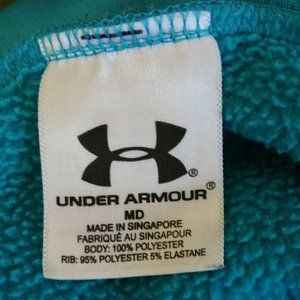 ®
UNDER ARMOUR®
MD
MADE IN SINGAPORE
FABRIQUÉ AU SINGAPOUR
BODY: 100% POLYESTER
RIB: 95% POLYESTER 5% ELASTANE